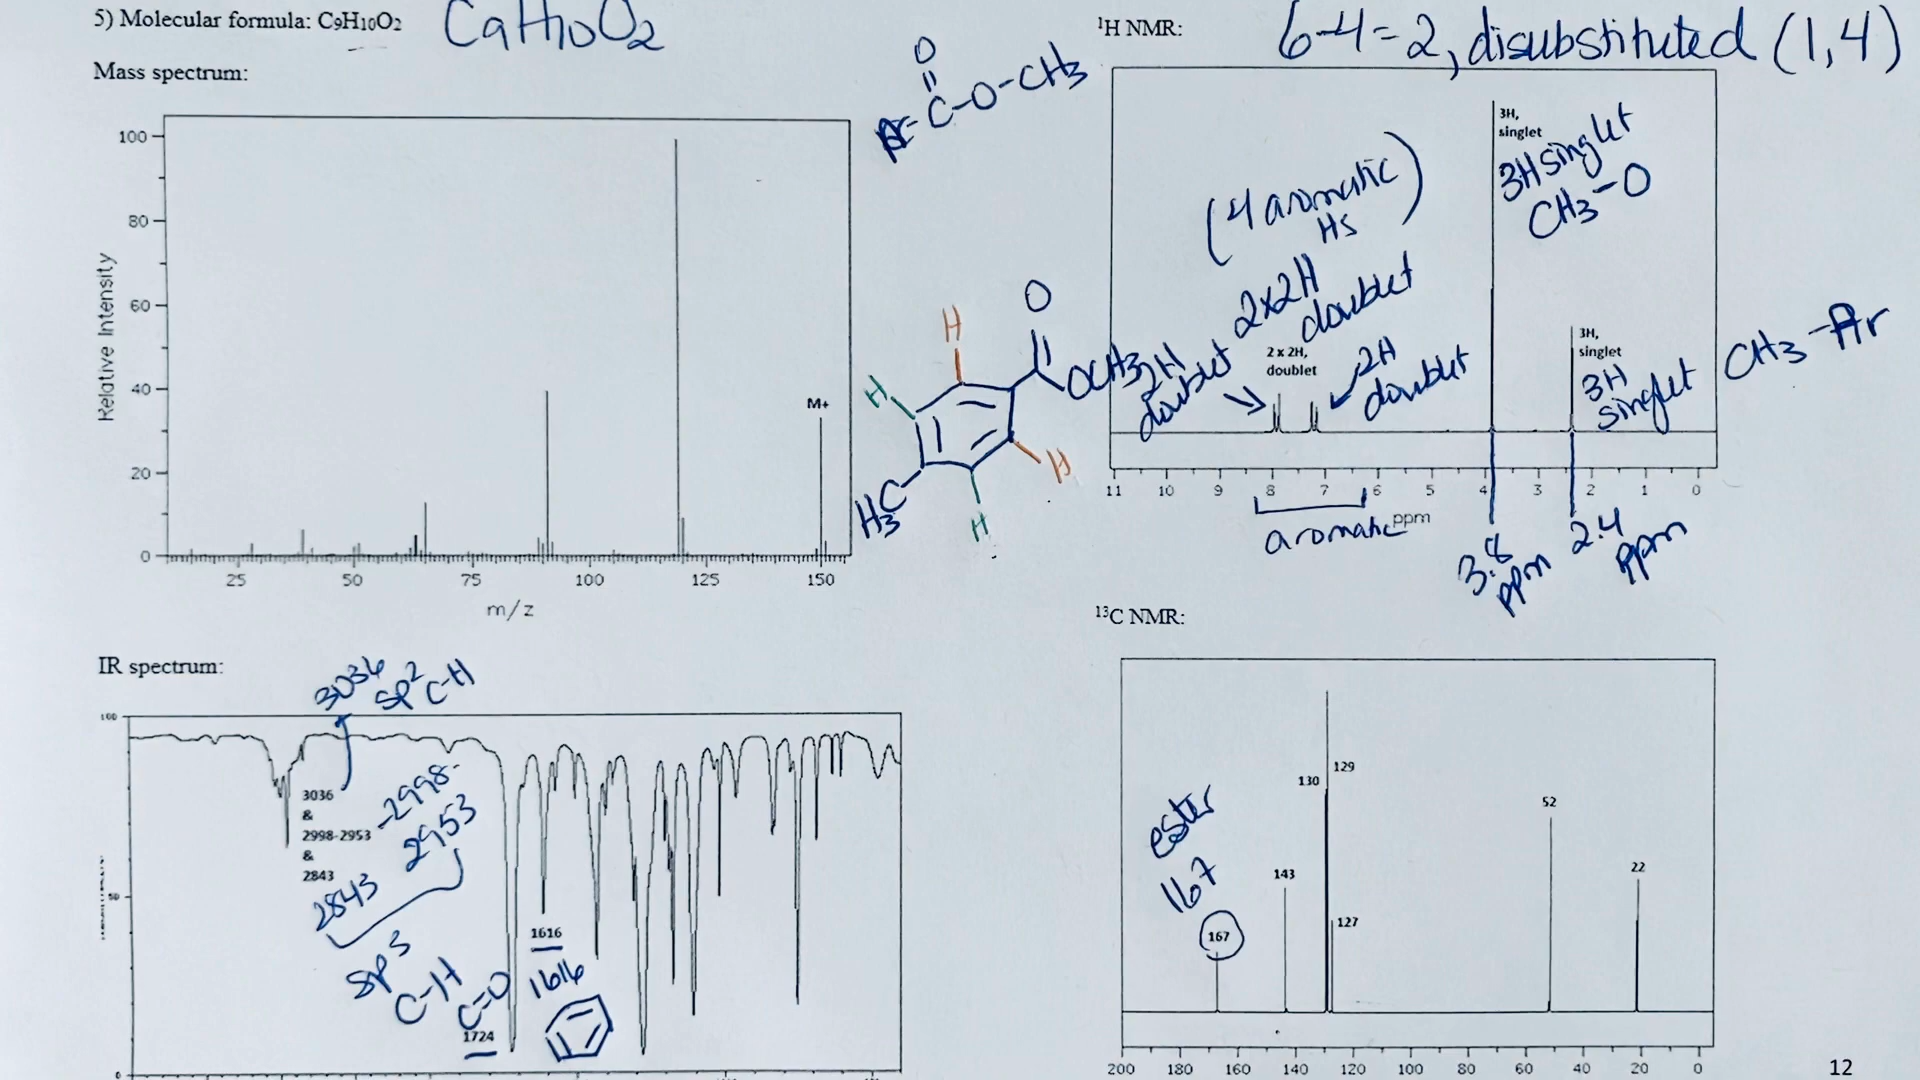 5) Molecular formula: C9H10O2
C9H10O2
Mass spectrum:
100
80
60
40
20
0
Relative Intensity
M+
25 50 75 100 125 150
m/z
O
Ar-C-O-CH3
O
OCH3
H
H
H
H
H3C
1H NMR:
6-4=2, disubstituted (1,4)
3H,
singlet
3H singlet
CH3-O
(4 aromatic)
Hs
2x2H
doublet
2 x 2H,
doublet
2H
doublet
2H
doublet
3H,
singlet
3H
singlet
CH3-Ar
11 10 9 8 7 6 5 4 3 2 1 0
ppm
aromatic
3.8
ppm
2.4
ppm
IR spectrum:
3036
sp2 C-H
100
50
0
3036
&
2998-2953
&
2843
-2998-
2953
2843
sp3
C-H
C=O
1724
1616
1616
13C NMR:
ester
167
167
143
130
129
127
52
22
200 180 160 140 120 100 80 60 40 20 0
12